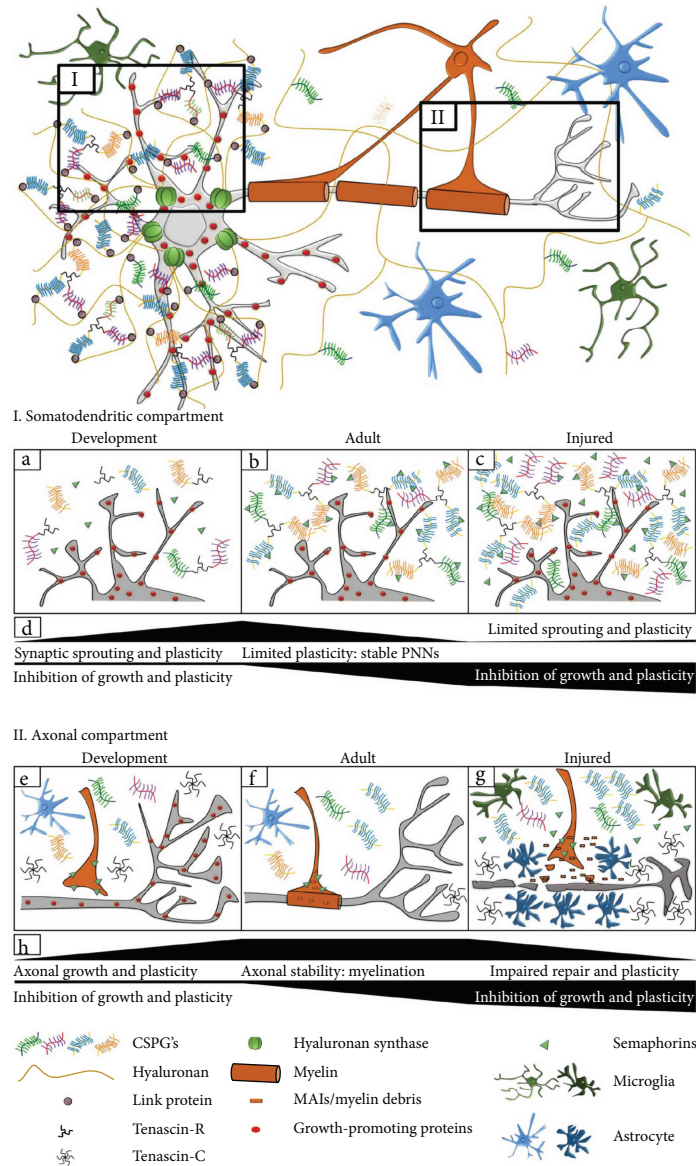 I
II
I. Somatodendritic compartment
Development
Adult
Injured
a
b
c
d
Limited sprouting and plasticity
Synaptic sprouting and plasticity
Limited plasticity: stable PNNs
Inhibition of growth and plasticity
Inhibition of growth and plasticity
II. Axonal compartment
Development
Adult
Injured
e
f
g
h
Axonal growth and plasticity
Axonal stability: myelination
Impaired repair and plasticity
Inhibition of growth and plasticity
Inhibition of growth and plasticity
CSPG's
Hyaluronan synthase
Semaphorins
Hyaluronan
Myelin
Microglia
Link protein
MAIs/myelin debris
Tenascin-R
Growth-promoting proteins
Astrocyte
Tenascin-C